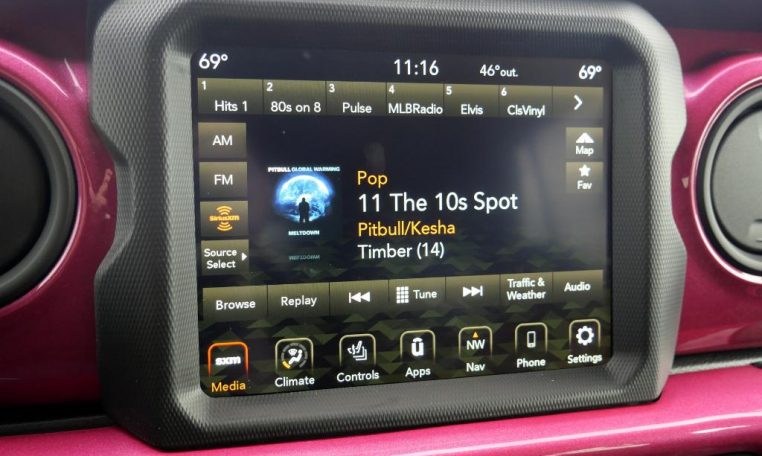 69° 11:16 46°out. 69°
1 2 3 4 5 6
Hits 1 80s on 8 Pulse MLBRadio Elvis ClsVinyl
AM
Map
FM
Fav
SiriusXM
Source
Select
PITBULL GLOBAL WARMING
MELTDOWN
Pop
11 The 10s Spot
Pitbull/Kesha
Timber (14)
Browse Replay Tune Traffic &
Weather Audio
sxm u NW
Media Climate Controls Apps Nav Phone Settings